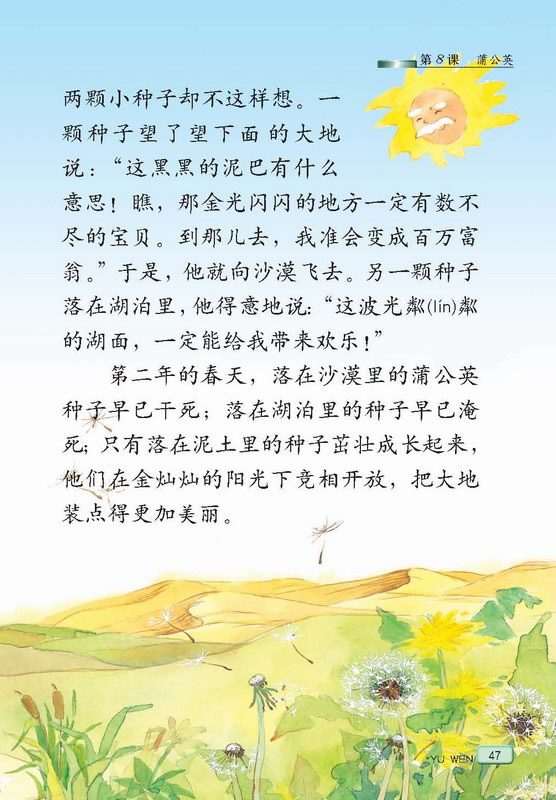 第8课 蒲公英
两颗小种子却不这样想。一
颗种子望了望下面的大地
说：“这黑黑的泥巴有什么
意思！瞧，那金光闪闪的地方一定有数不
尽的宝贝。到那儿去，我准会变成百万富
翁。”于是，他就向沙漠飞去。另一颗种子
落在湖泊里，他得意地说：“这波光粼(lín)粼
的湖面，一定能给我带来欢乐！”
第二年的春天，落在沙漠里的蒲公英
种子早已干死；落在湖泊里的种子早已淹
死；只有落在泥土里的种子茁壮成长起来，
他们在金灿灿的阳光下竞相开放，把大地
装点得更加美丽。
YU WEN 47